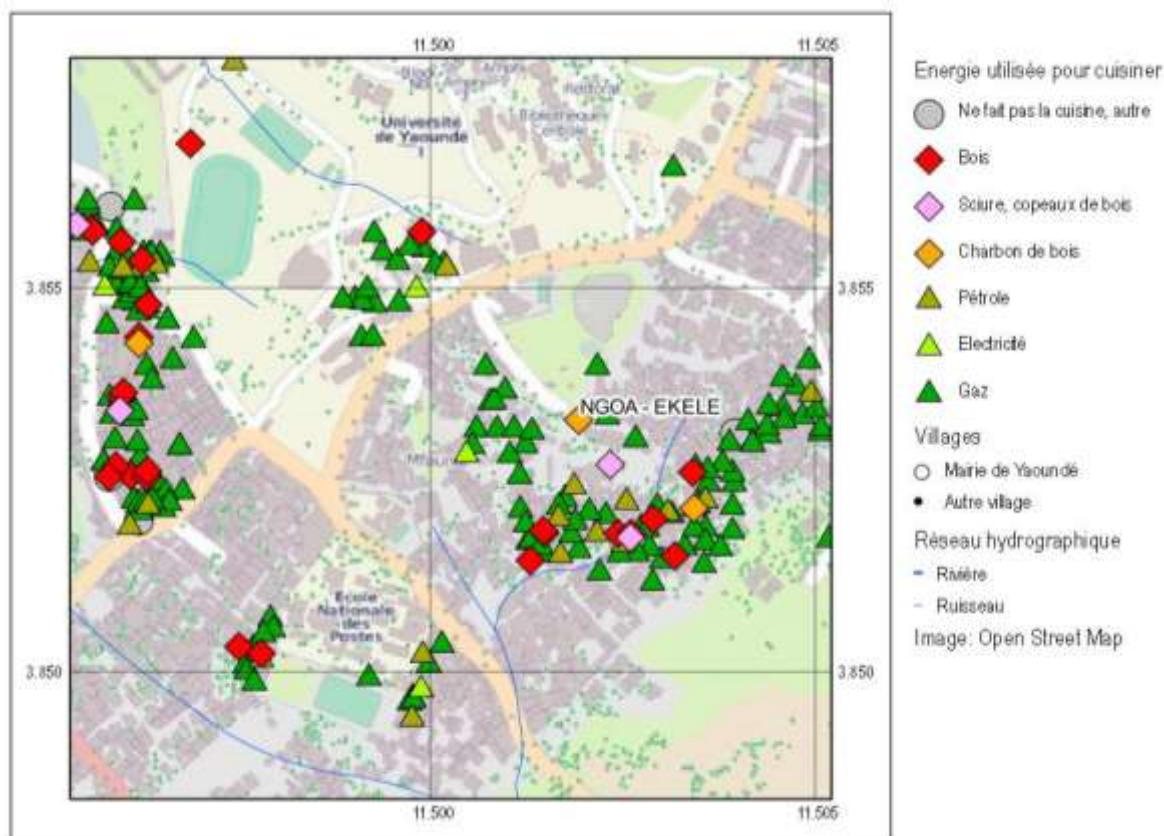 11.500
11.505
Rectorat
Bibliothèques
Centrale
Université
de Yaoundé
I
3.855
3.855
NGOA - EKELE
Ecole
Nationale
des
Postes
3.850
3.850
11.500
11.505
Energie utilisée pour cuisiner
Ne fait pas la cuisine, autre
Bois
Sciure, copeaux de bois
Charbon de bois
Pétrole
Electricité
Gaz
Villages
Mairie de Yaoundé
Autre village
Réseau hydrographique
Rivière
Ruisseau
Image: Open Street Map